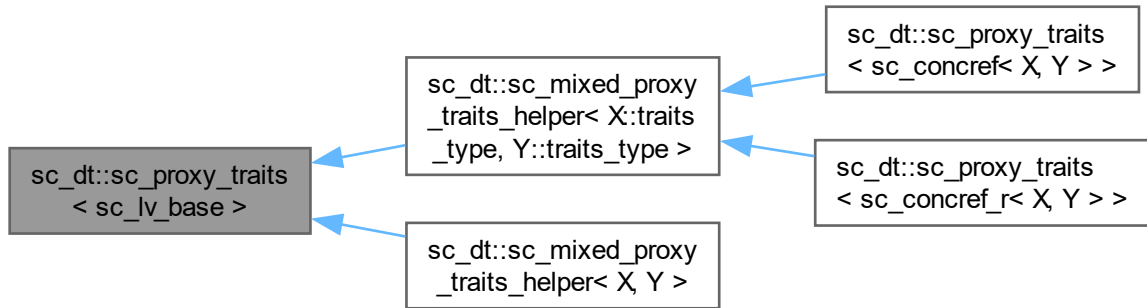 sc_dt::sc_proxy_traits
< sc_lv_base >
sc_dt::sc_mixed_proxy
_traits_helper< X::traits
_type, Y::traits_type >
sc_dt::sc_mixed_proxy
_traits_helper< X, Y >
sc_dt::sc_proxy_traits
< sc_concref< X, Y > >
sc_dt::sc_proxy_traits
< sc_concref_r< X, Y > >